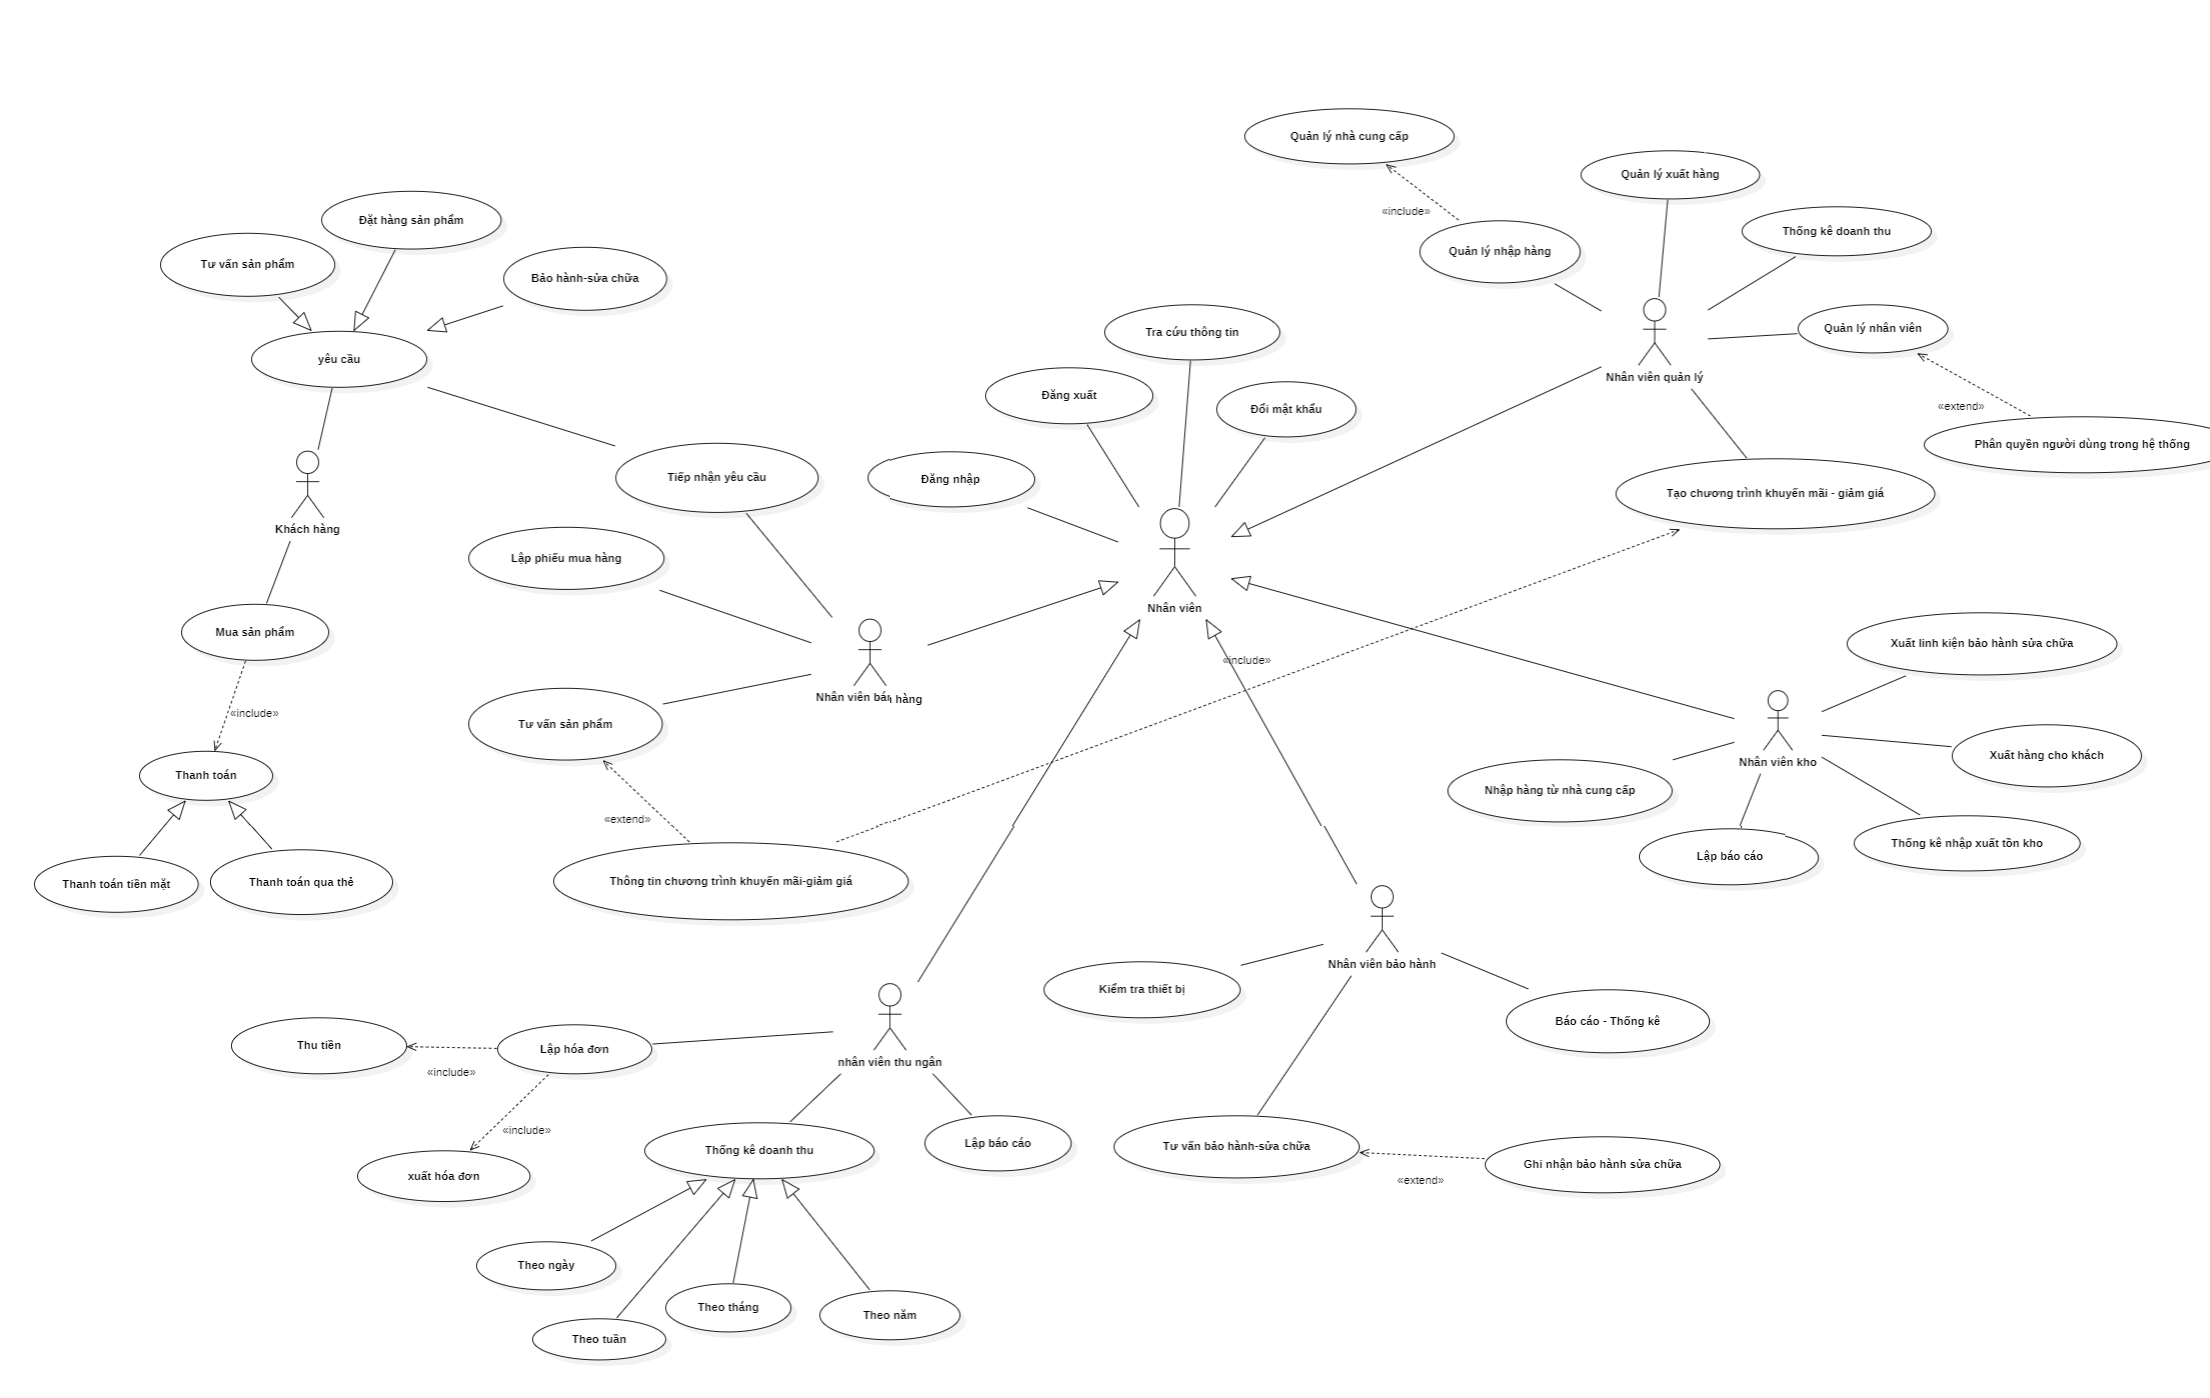 Quản lý nhà cung cấp
Quản lý xuất hàng
«include»
Đặt hàng sản phẩm
Thống kê doanh thu
Quản lý nhập hàng
Tư vấn sản phẩm
Bảo hành-sửa chữa
Tra cứu thông tin
Quản lý nhân viên
yêu cầu
Nhân viên quản lý
Đăng xuất
Đổi mật khẩu
«extend»
Phân quyền người dùng trong hệ thống
Tiếp nhận yêu cầu
Đăng nhập
Tạo chương trình khuyến mãi - giảm giá
Khách hàng
Lập phiếu mua hàng
Nhân viên
Mua sản phẩm
Xuất linh kiện bảo hành sửa chữa
«include»
Nhân viên bán hàng
«include»
Tư vấn sản phẩm
Xuất hàng cho khách
Nhân viên kho
Thanh toán
Nhập hàng từ nhà cung cấp
«extend»
Thống kê nhập xuất tồn kho
Lập báo cáo
Thanh toán tiền mặt
Thanh toán qua thẻ
Thông tin chương trình khuyến mãi-giảm giá
Nhân viên bảo hành
Kiểm tra thiết bị
Báo cáo - Thống kê
Thu tiền
Lập hóa đơn
nhân viên thu ngân
«include»
«include»
Thống kê doanh thu
Lập báo cáo
Tư vấn bảo hành-sửa chữa
Ghi nhận bảo hành sửa chữa
xuất hóa đơn
«extend»
Theo ngày
Theo tháng
Theo năm
Theo tuần